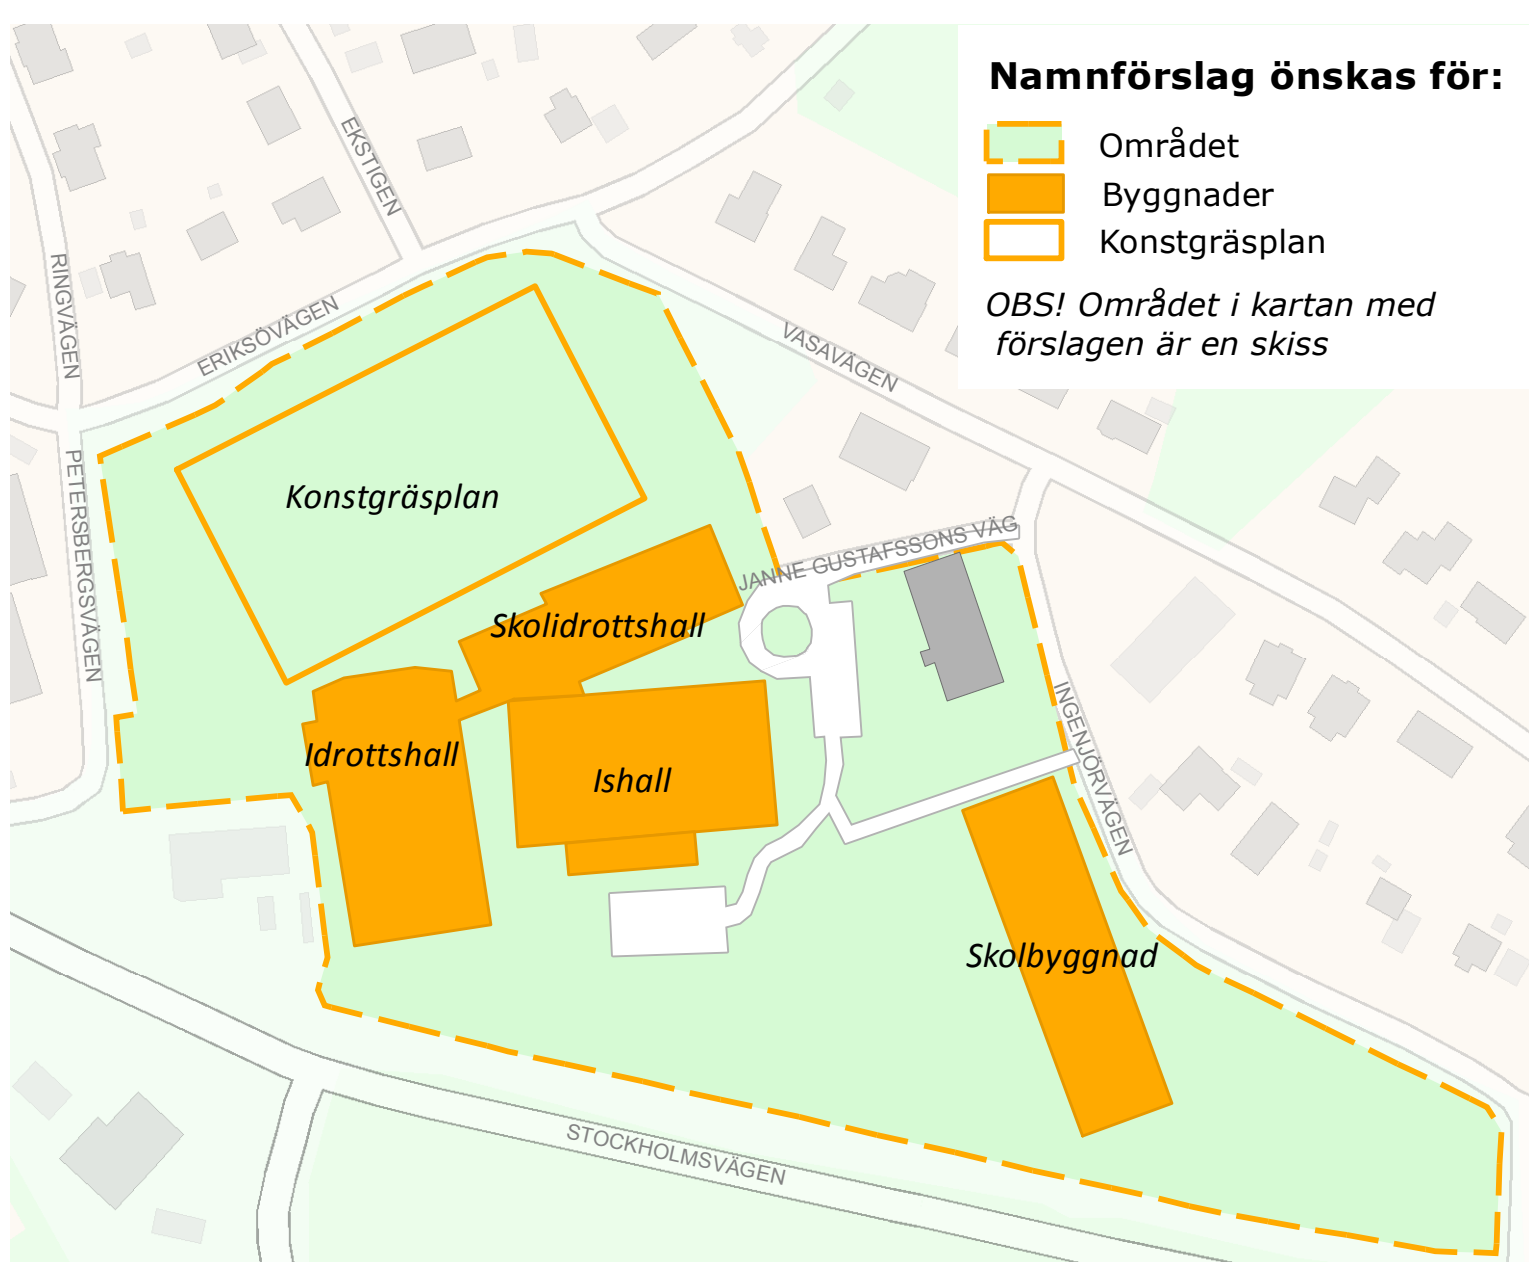 Namnförslag önskas för:
Området
Byggnader
Konstgräsplan
OBS! Området i kartan med
förslagen är en skiss
EKSTIGEN
RINGVÄGEN
ERIKSÖVÄGEN
VASAVÄGEN
PETERSBERGSVÄGEN
Konstgräsplan
JANNE GUSTAFSSONS VÄG
Skolidrottshall
Idrottshall
Ishall
INGENJÖRVÄGEN
Skolbyggnad
STOCKHOLMSVÄGEN